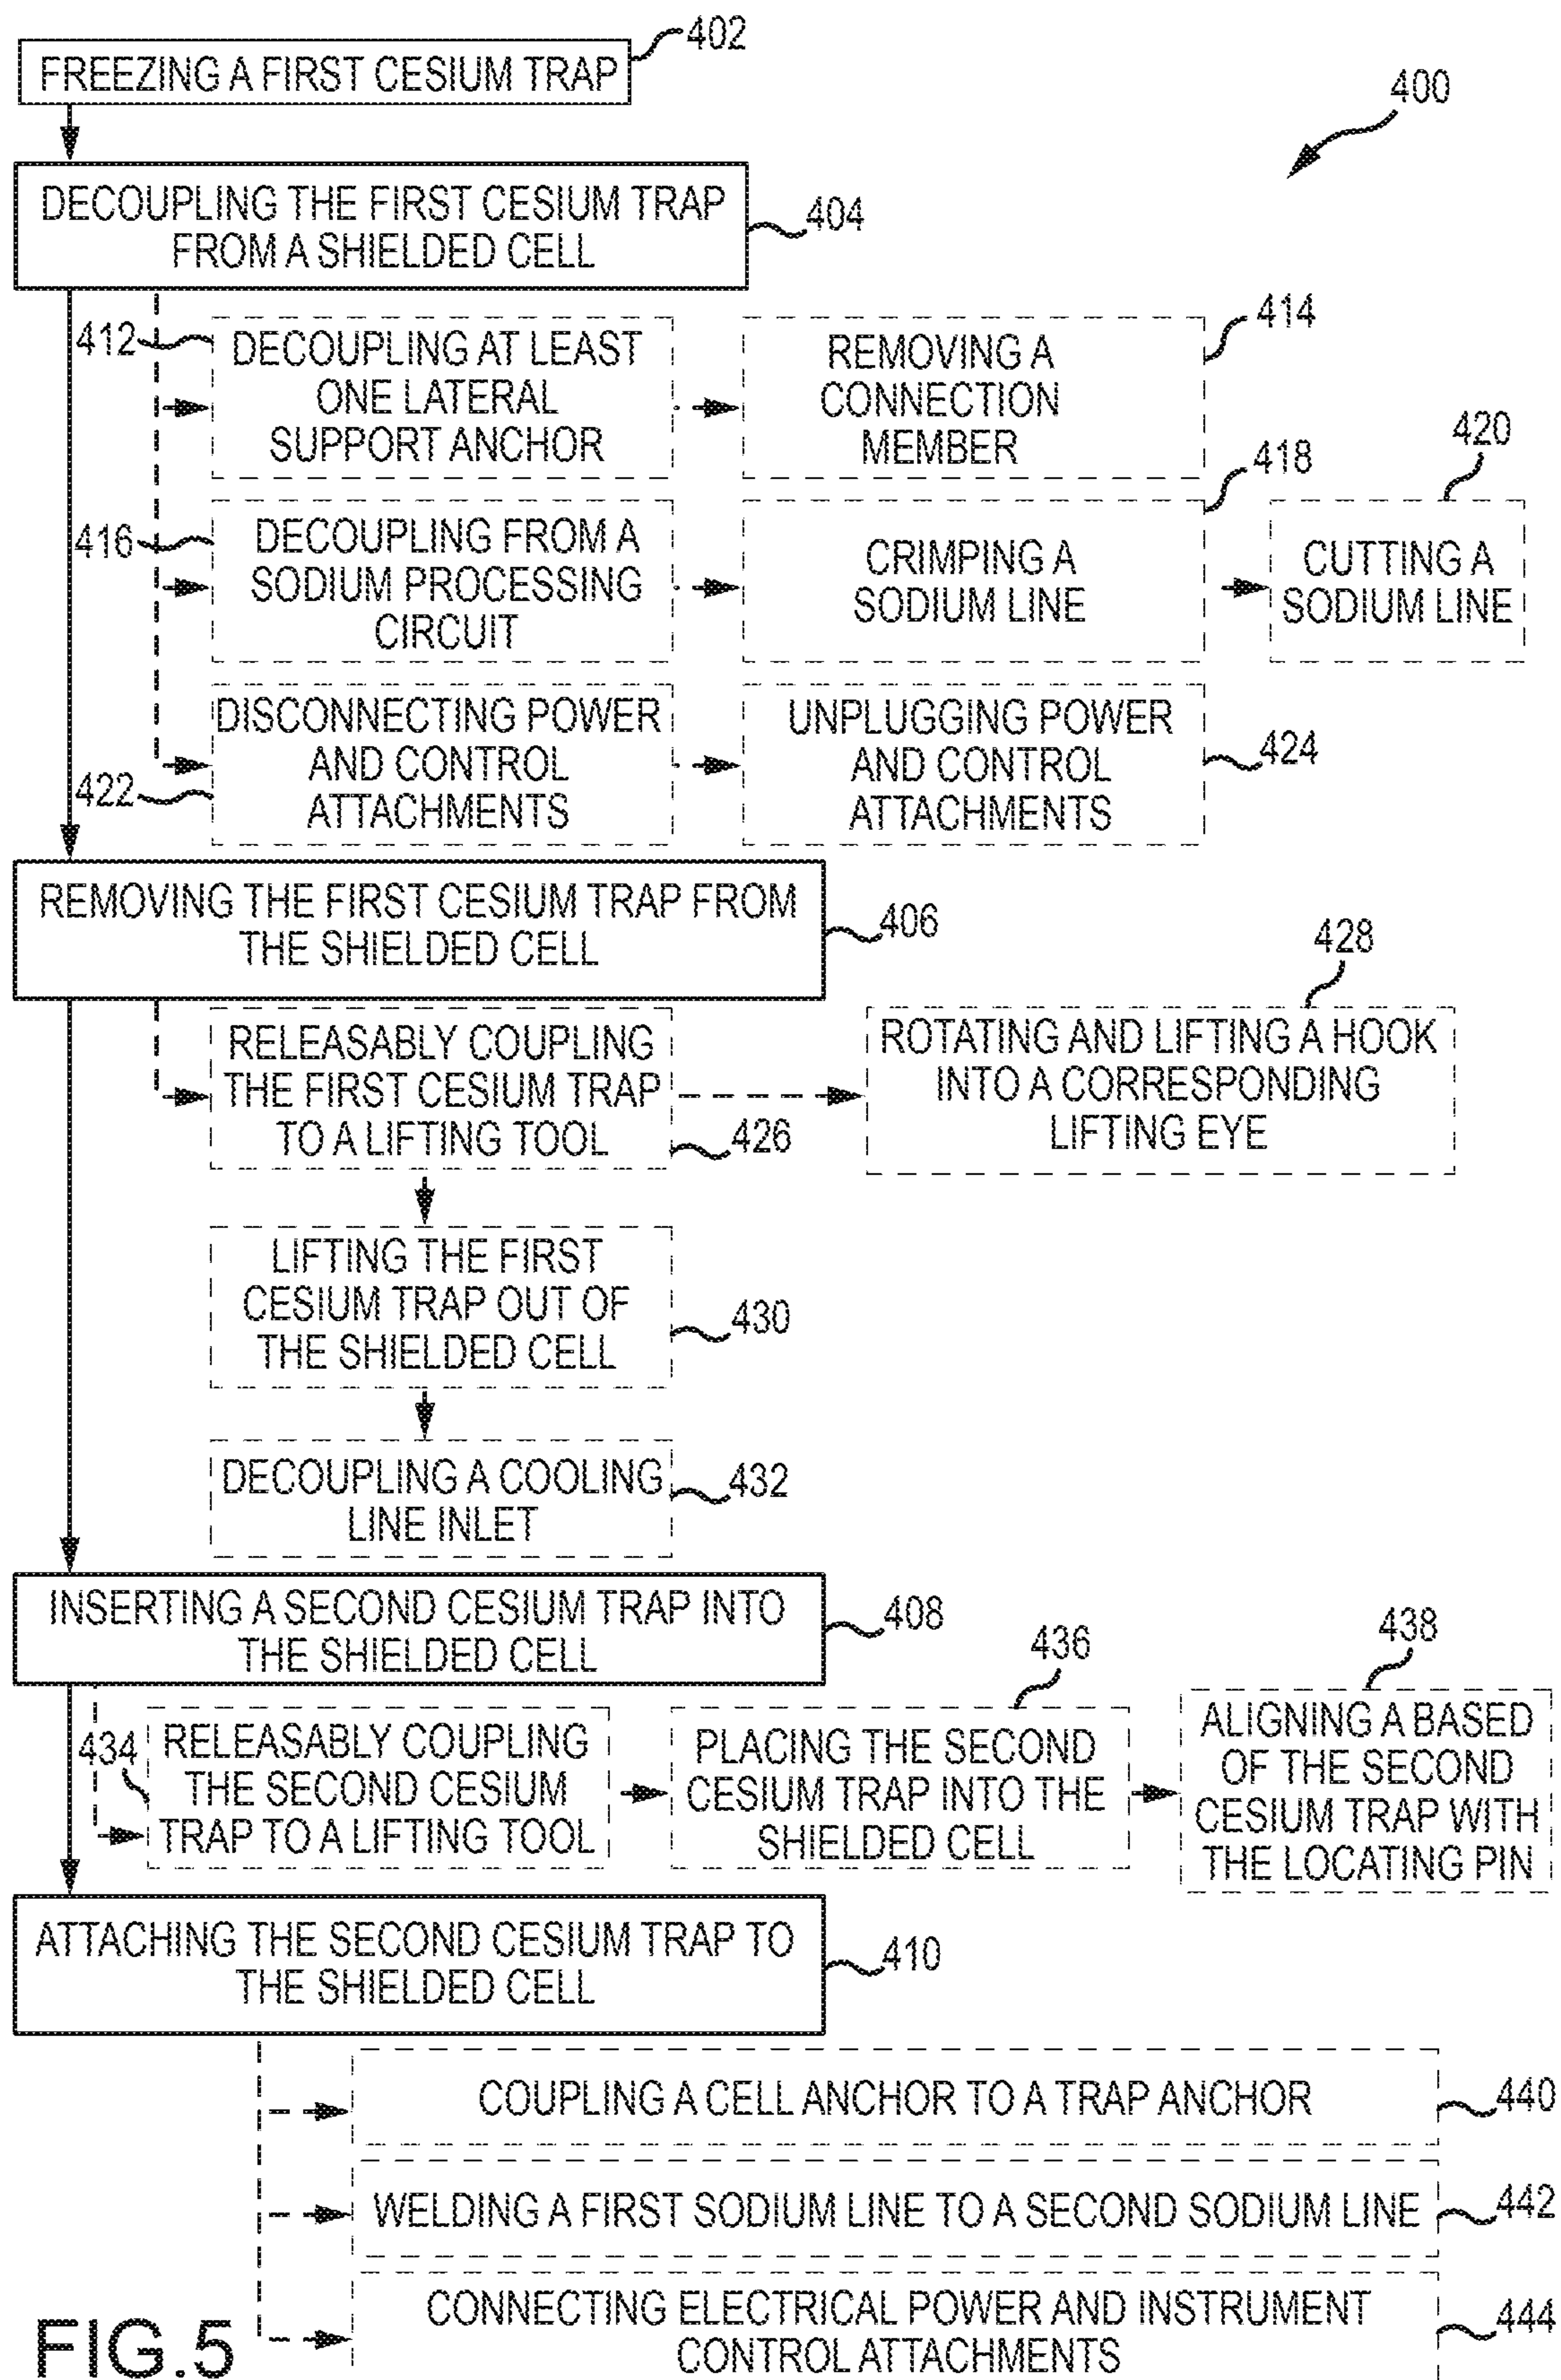 402
FREEZING A FIRST CESIUM TRAP
400
DECOUPLING THE FIRST CESIUM TRAP
FROM A SHIELDED CELL
404
412
DECOUPLING AT LEAST
ONE LATERAL
SUPPORT ANCHOR
REMOVING A
CONNECTION
MEMBER
414
416
DECOUPLING FROM A
SODIUM PROCESSING
CIRCUIT
CRIMPING A
SODIUM LINE
418
CUTTING A
SODIUM LINE
420
422
DISCONNECTING POWER
AND CONTROL
ATTACHMENTS
UNPLUGGING POWER
AND CONTROL
ATTACHMENTS
424
REMOVING THE FIRST CESIUM TRAP FROM
THE SHIELDED CELL
406
RELEASABLY COUPLING
THE FIRST CESIUM TRAP
TO A LIFTING TOOL
426
428
ROTATING AND LIFTING A HOOK
INTO A CORRESPONDING
LIFTING EYE
LIFTING THE FIRST
CESIUM TRAP OUT OF
THE SHIELDED CELL
430
DECOUPLING A COOLING
LINE INLET
432
INSERTING A SECOND CESIUM TRAP INTO
THE SHIELDED CELL
408
434
RELEASABLY COUPLING
THE SECOND CESIUM
TRAP TO A LIFTING TOOL
436
PLACING THE SECOND
CESIUM TRAP INTO THE
SHIELDED CELL
438
ALIGNING A BASED
OF THE SECOND
CESIUM TRAP WITH
THE LOCATING PIN
ATTACHING THE SECOND CESIUM TRAP TO
THE SHIELDED CELL
410
COUPLING A CELL ANCHOR TO A TRAP ANCHOR
440
WELDING A FIRST SODIUM LINE TO A SECOND SODIUM LINE
442
CONNECTING ELECTRICAL POWER AND INSTRUMENT
CONTROL ATTACHMENTS
444
FIG.5